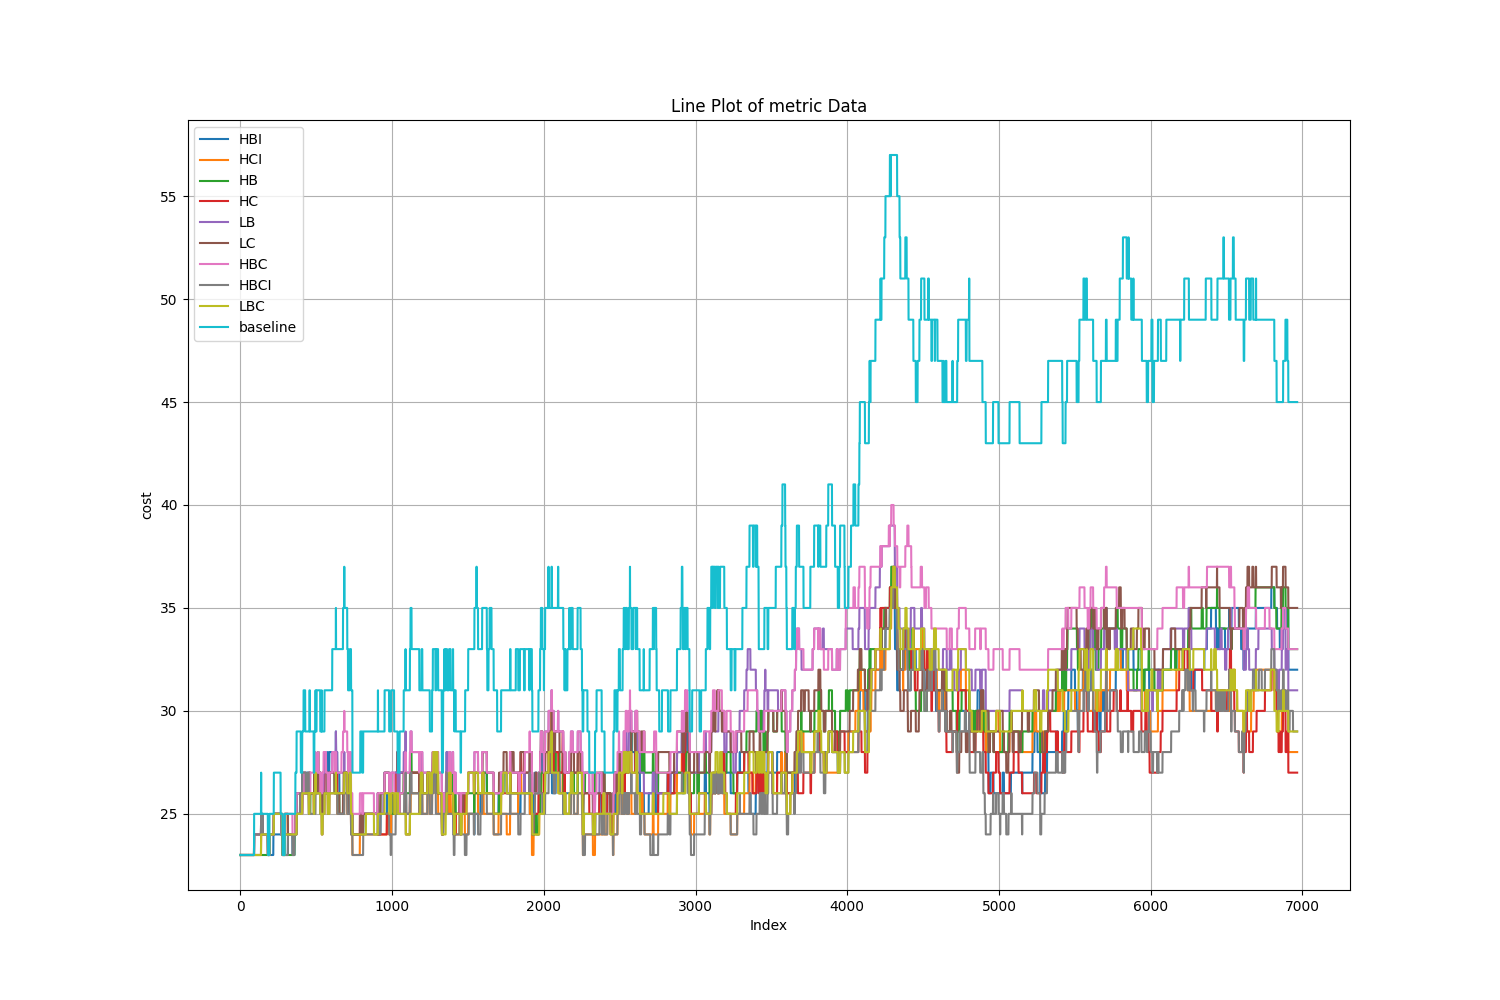 Line Plot of metric Data
HBI
HCI
HB
HC
LB
LC
HBC
HBCI
LBC
baseline
55
50
45
40
35
30
25
cost
0 1000 2000 3000 4000 5000 6000 7000
Index